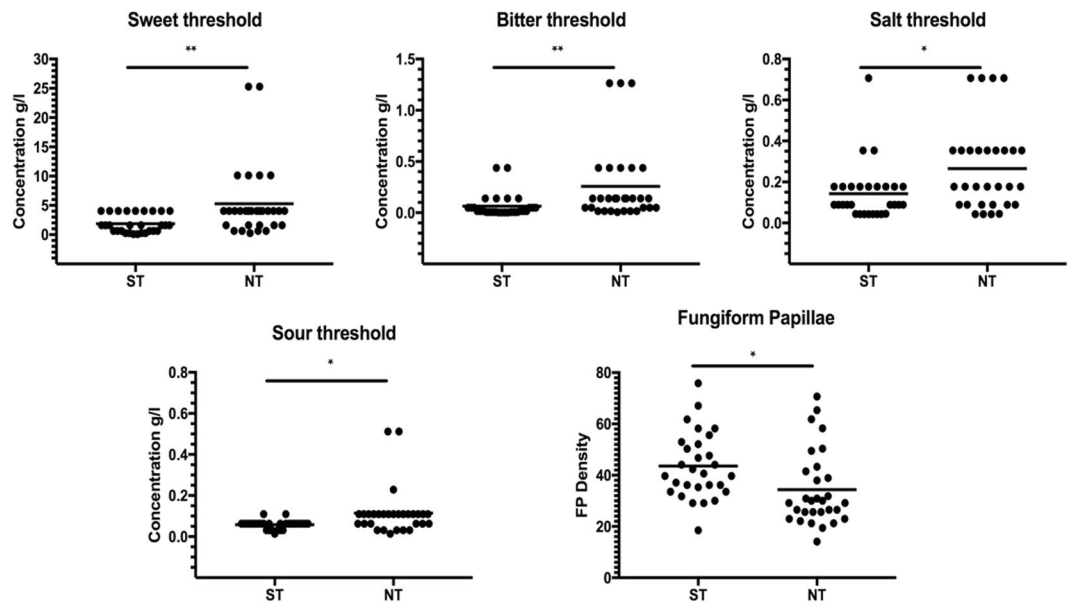 Sweet threshold
**
Concentration g/l
30
25
20
15
10
5
0
ST
NT
Bitter threshold
**
Concentration g/l
1.5
1.0
0.5
0.0
ST
NT
Salt threshold
*
Concentration g/l
0.8
0.6
0.4
0.2
0.0
ST
NT
Sour threshold
*
Concentration g/l
0.8
0.6
0.4
0.2
0.0
ST
NT
Fungiform Papillae
*
FP Density
80
60
40
20
0
ST
NT